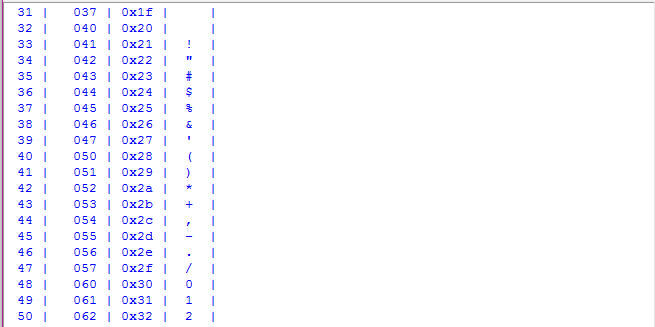 31 |   037 | 0x1f |     |
32 |   040 | 0x20 |     |
33 |   041 | 0x21 |  !  |
34 |   042 | 0x22 |  "  |
35 |   043 | 0x23 |  #  |
36 |   044 | 0x24 |  $  |
37 |   045 | 0x25 |  %  |
38 |   046 | 0x26 |  &  |
39 |   047 | 0x27 |  '  |
40 |   050 | 0x28 |  (  |
41 |   051 | 0x29 |  )  |
42 |   052 | 0x2a |  *  |
43 |   053 | 0x2b |  +  |
44 |   054 | 0x2c |  ,  |
45 |   055 | 0x2d |  -  |
46 |   056 | 0x2e |  .  |
47 |   057 | 0x2f |  /  |
48 |   060 | 0x30 |  0  |
49 |   061 | 0x31 |  1  |
50 |   062 | 0x32 |  2  |